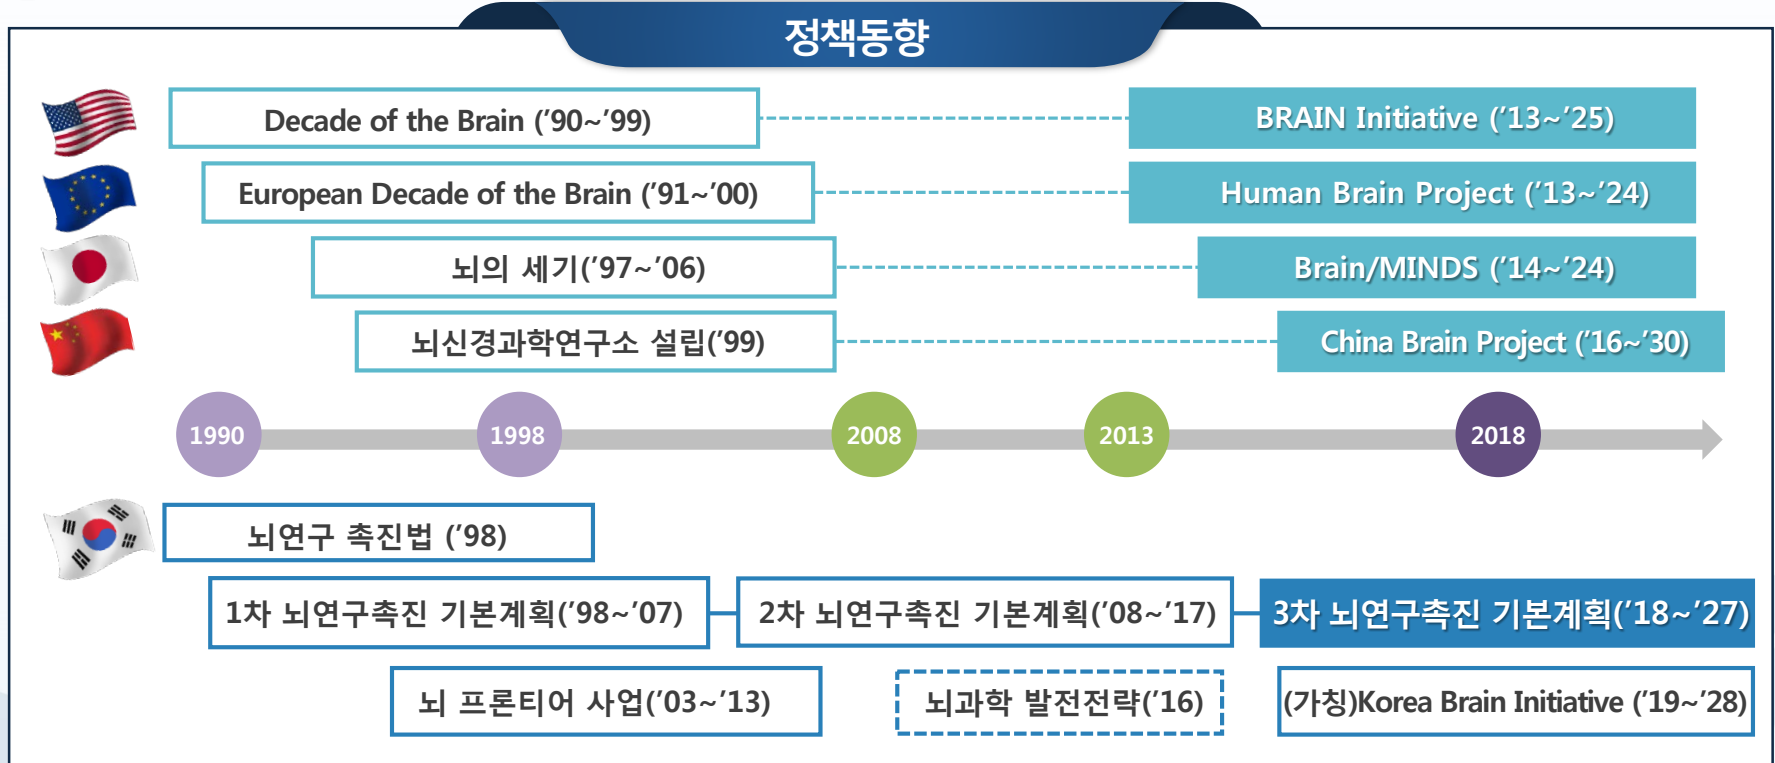 정책동향
Decade of the Brain (’90~’99)
BRAIN Initiative (’13~’25)
European Decade of the Brain (’91~’00)
Human Brain Project (’13~’24)
뇌의 세기(’97~’06)
Brain/MINDS (’14~’24)
뇌신경과학연구소 설립(’99)
China Brain Project (’16~’30)
1990
1998
2008
2013
2018
뇌연구 촉진법 (’98)
1차 뇌연구촉진 기본계획(’98~’07)
2차 뇌연구촉진 기본계획(’08~’17)
3차 뇌연구촉진 기본계획(’18~’27)
뇌 프론티어 사업(’03~’13)
뇌과학 발전전략(’16)
(가칭)Korea Brain Initiative (’19~’28)